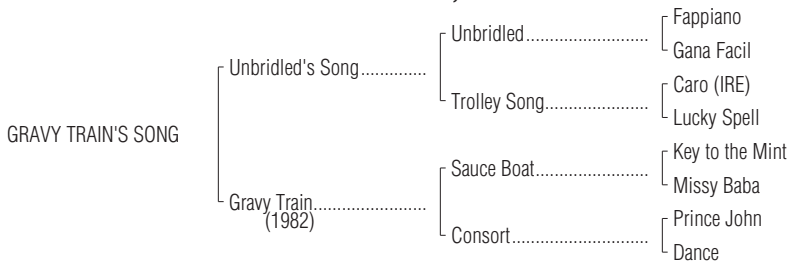 Fappiano
Unbridled..............................
Gana Facil
Unbridled's Song..............
Caro (IRE)
Trolley Song.........................
Lucky Spell
GRAVY TRAIN'S SONG
Key to the Mint
Sauce Boat...........................
Missy Baba
Gravy Train........................
(1982)
Prince John
Consort.................................
Dance